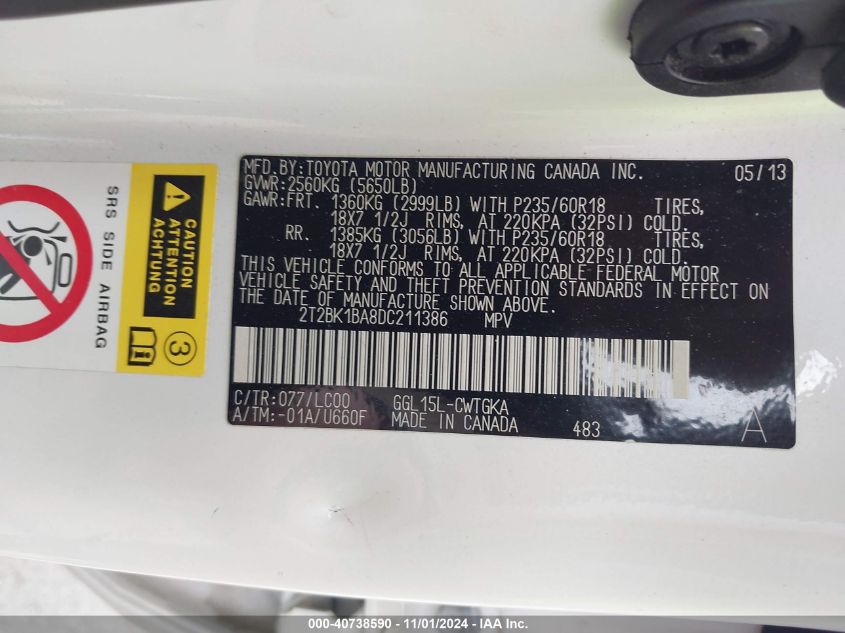 MFD.BY:TOYOTA MOTOR MANUFACTURING CANADA INC. 05/13
GVWR:2560KG (5650LB)
GAWR:FRT. 1360KG (2999LB) WITH P235/60R18 TIRES,
18X7 1/2J RIMS, AT 220KPA (32PSI) COLD.
RR. 1385KG (3056LB) WITH P235/60R18 TIRES,
18X7 1/2J RIMS, AT 220KPA (32PSI) COLD.
THIS VEHICLE CONFORMS TO ALL APPLICABLE FEDERAL MOTOR
VEHICLE SAFETY AND THEFT PREVENTION STANDARDS IN EFFECT ON
THE DATE OF MANUFACTURE SHOWN ABOVE.
2T2BK1BA8DC211386 MPV
C/TR:077/LC00 GGL15L-CWTGKA
A/TM:-01A/U660F MADE IN CANADA 483 A
SRS SIDE AIRBAG
CAUTION
ATTENTION
ACHTUNG
3
000-40738590 - 11/01/2024 - IAA Inc.